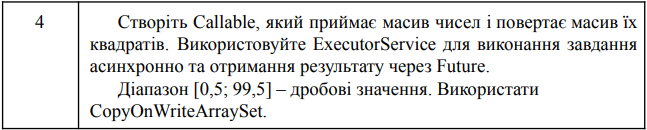 4
Створіть Callable, який приймає масив чисел і повертає масив їх
квадратів. Використовуйте ExecutorService для виконання завдання
асинхронно та отримання результату через Future.
Діапазон [0,5; 99,5] – дробові значення. Використати
CopyOnWriteArraySet.